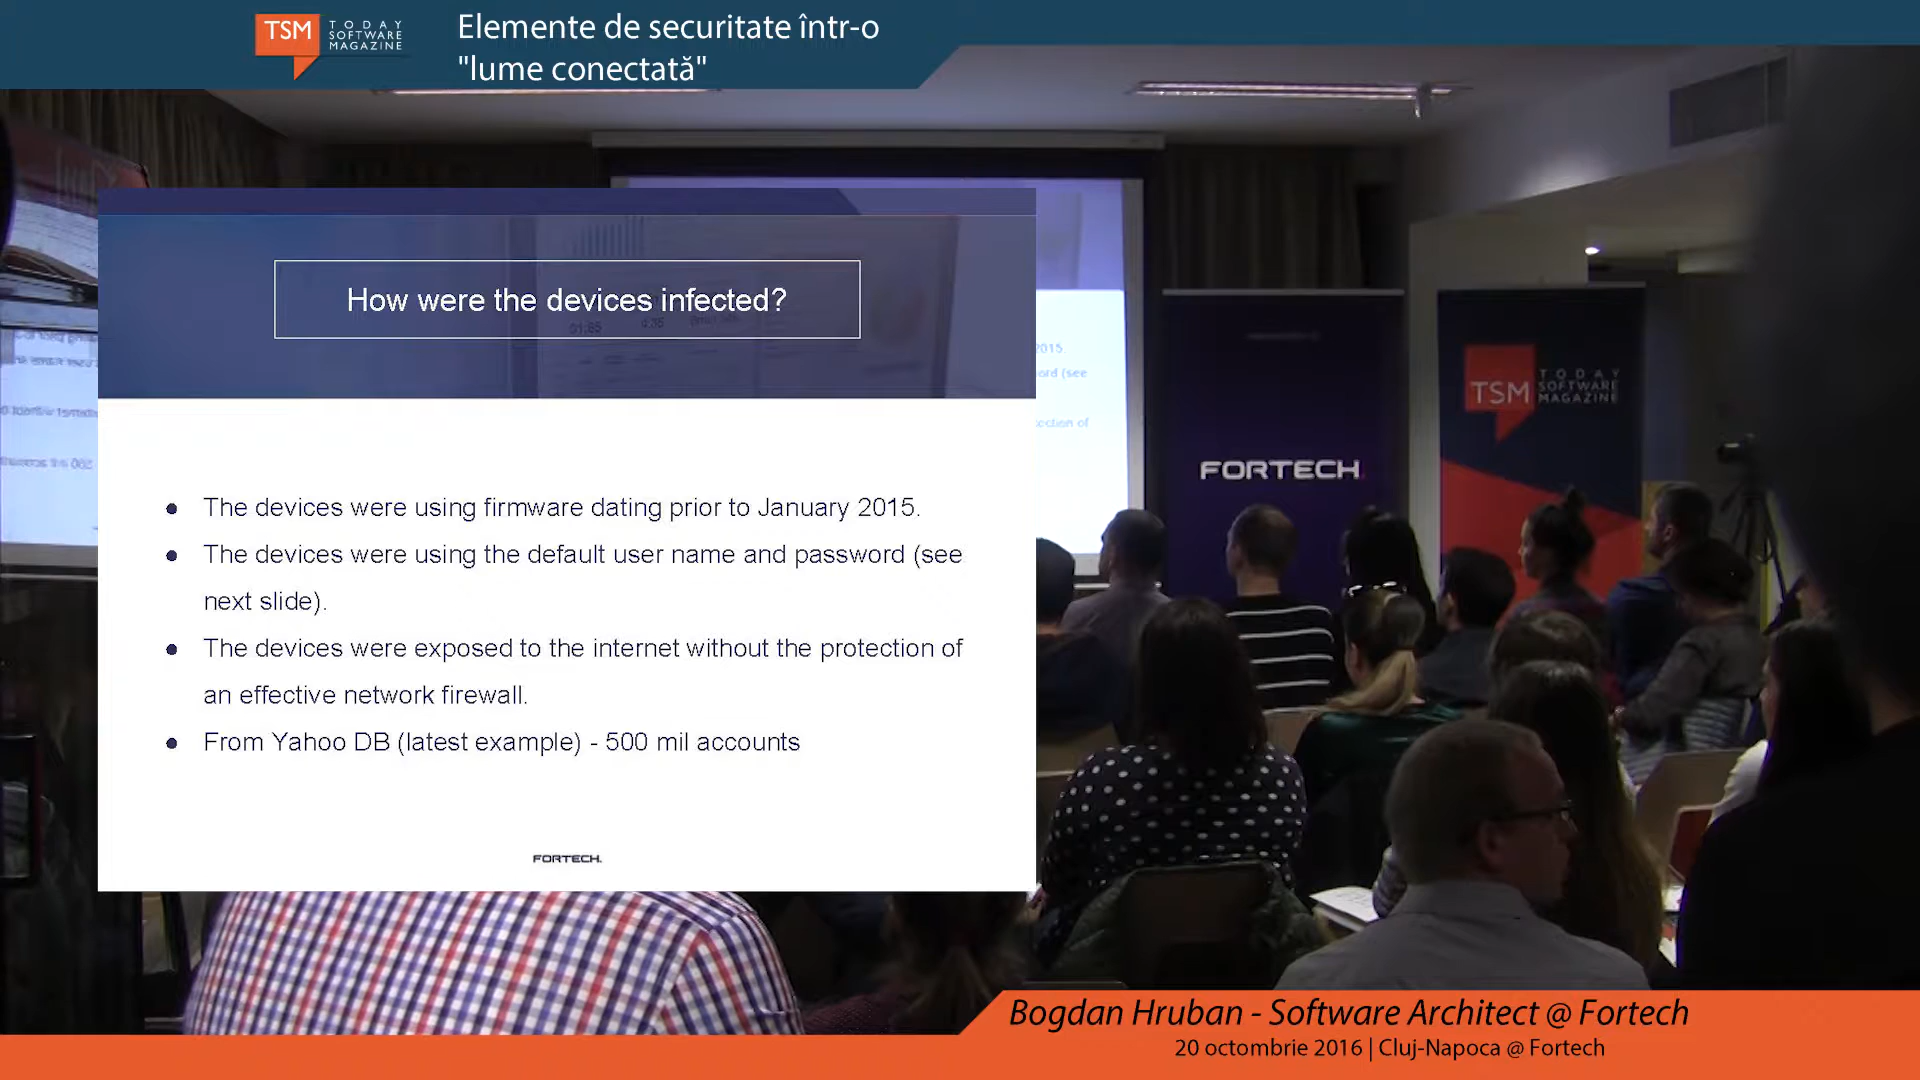 TSM
TODAY
SOFTWARE
MAGAZINE
Elemente de securitate într-o
"lume conectată"
How were the devices infected?
● The devices were using firmware dating prior to January 2015.
● The devices were using the default user name and password (see
next slide).
● The devices were exposed to the internet without the protection of
an effective network firewall.
● From Yahoo DB (latest example) - 500 mil accounts
FORTECH.
2015.
ord (see
FORTECH.
TSM
TODAY
SOFTWARE
MAGAZINE
Bogdan Hruban - Software Architect @ Fortech
20 octombrie 2016 | Cluj-Napoca @ Fortech